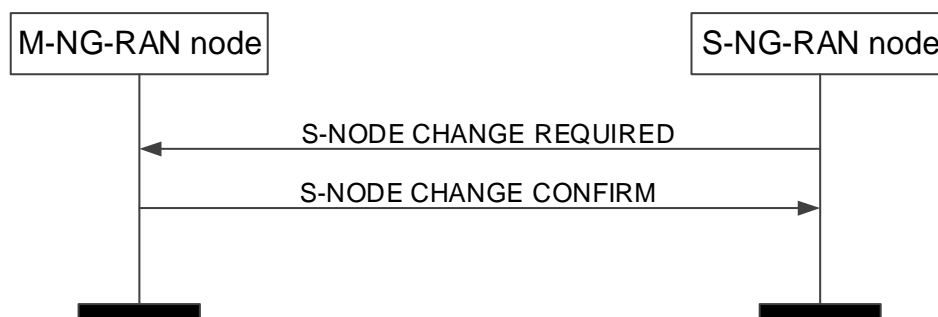 M-NG-RAN node
S-NG-RAN node
S-NODE CHANGE REQUIRED
S-NODE CHANGE CONFIRM